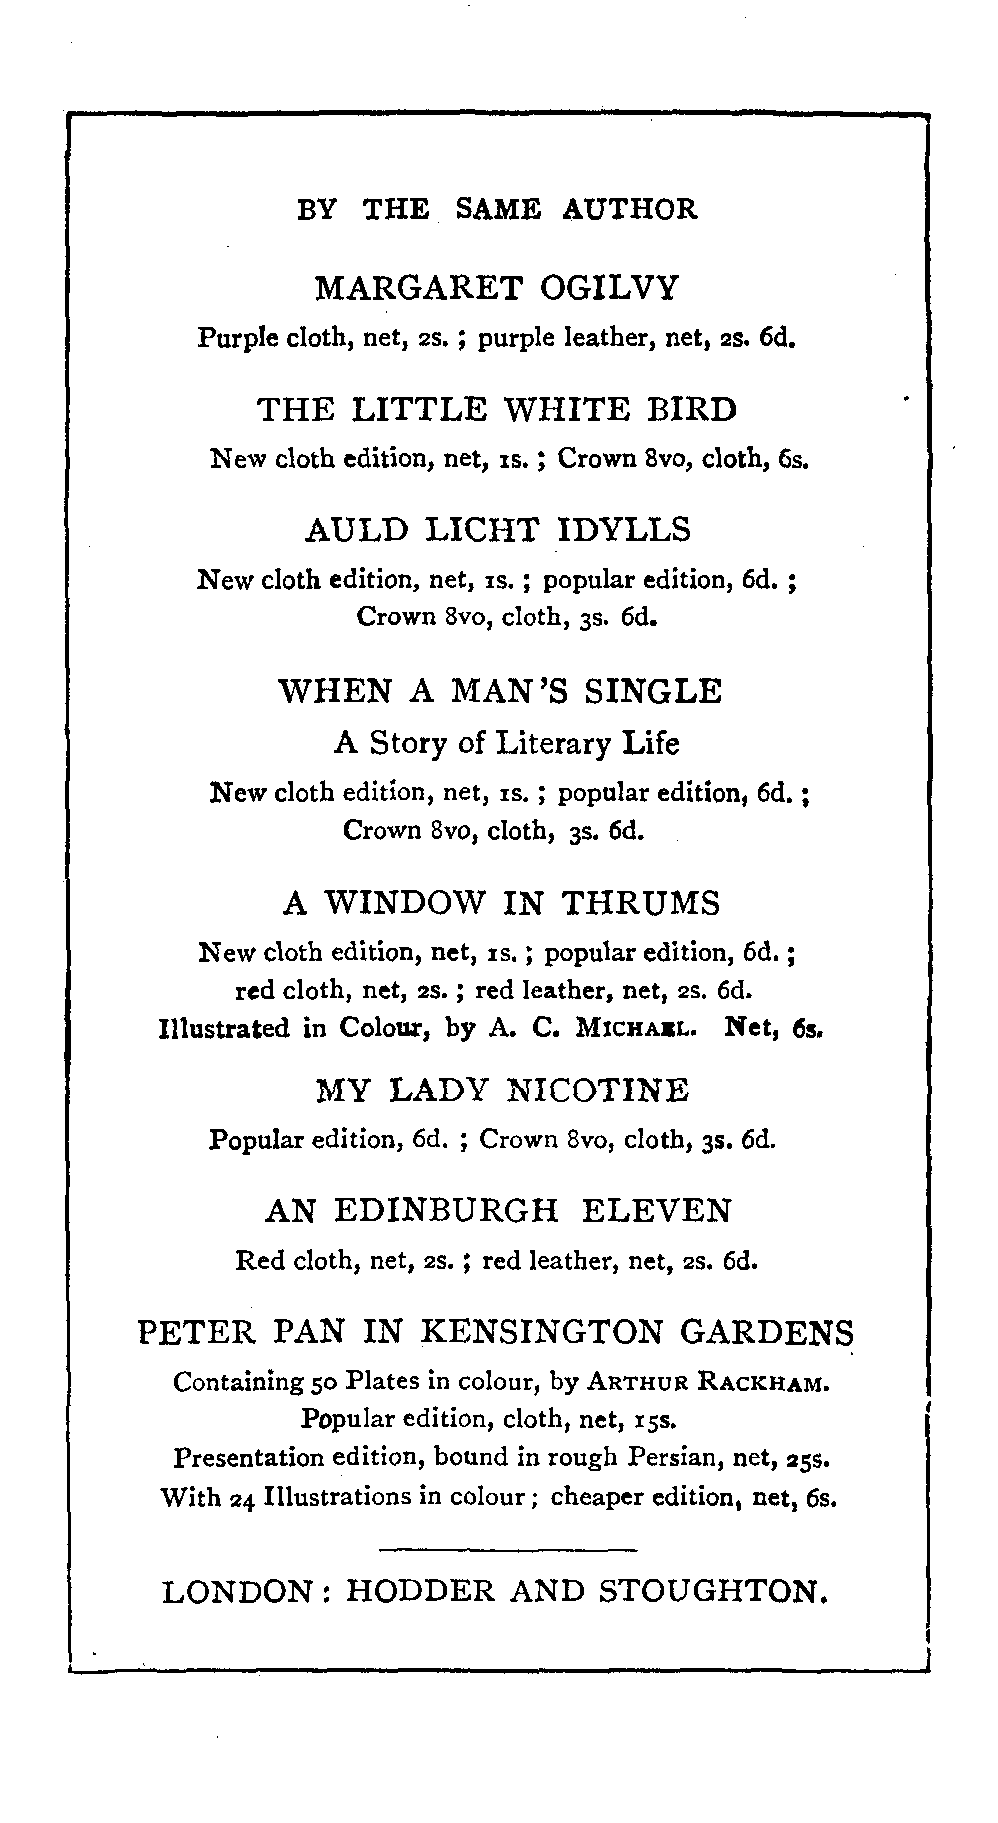 BY THE SAME AUTHOR
MARGARET OGILVY
Purple cloth, net, 2s. ; purple leather, net, 2s. 6d.
THE LITTLE WHITE BIRD
New cloth edition, net, 1s. ; Crown 8vo, cloth, 6s.
AULD LICHT IDYLLS
New cloth edition, net, 1s. ; popular edition, 6d. ;
Crown 8vo, cloth, 3s. 6d.
WHEN A MAN'S SINGLE
A Story of Literary Life
New cloth edition, net, 1s. ; popular edition, 6d. ;
Crown 8vo, cloth, 3s. 6d.
A WINDOW IN THRUMS
New cloth edition, net, 1s. ; popular edition, 6d. ;
red cloth, net, 2s. ; red leather, net, 2s. 6d.
Illustrated in Colour, by A. C. MICHAEL. Net, 6s.
MY LADY NICOTINE
Popular edition, 6d. ; Crown 8vo, cloth, 3s. 6d.
AN EDINBURGH ELEVEN
Red cloth, net, 2s. ; red leather, net, 2s. 6d.
PETER PAN IN KENSINGTON GARDENS
Containing 50 Plates in colour, by ARTHUR RACKHAM.
Popular edition, cloth, net, 15s.
Presentation edition, bound in rough Persian, net, 25s.
With 24 Illustrations in colour ; cheaper edition, net, 6s.
LONDON : HODDER AND STOUGHTON.